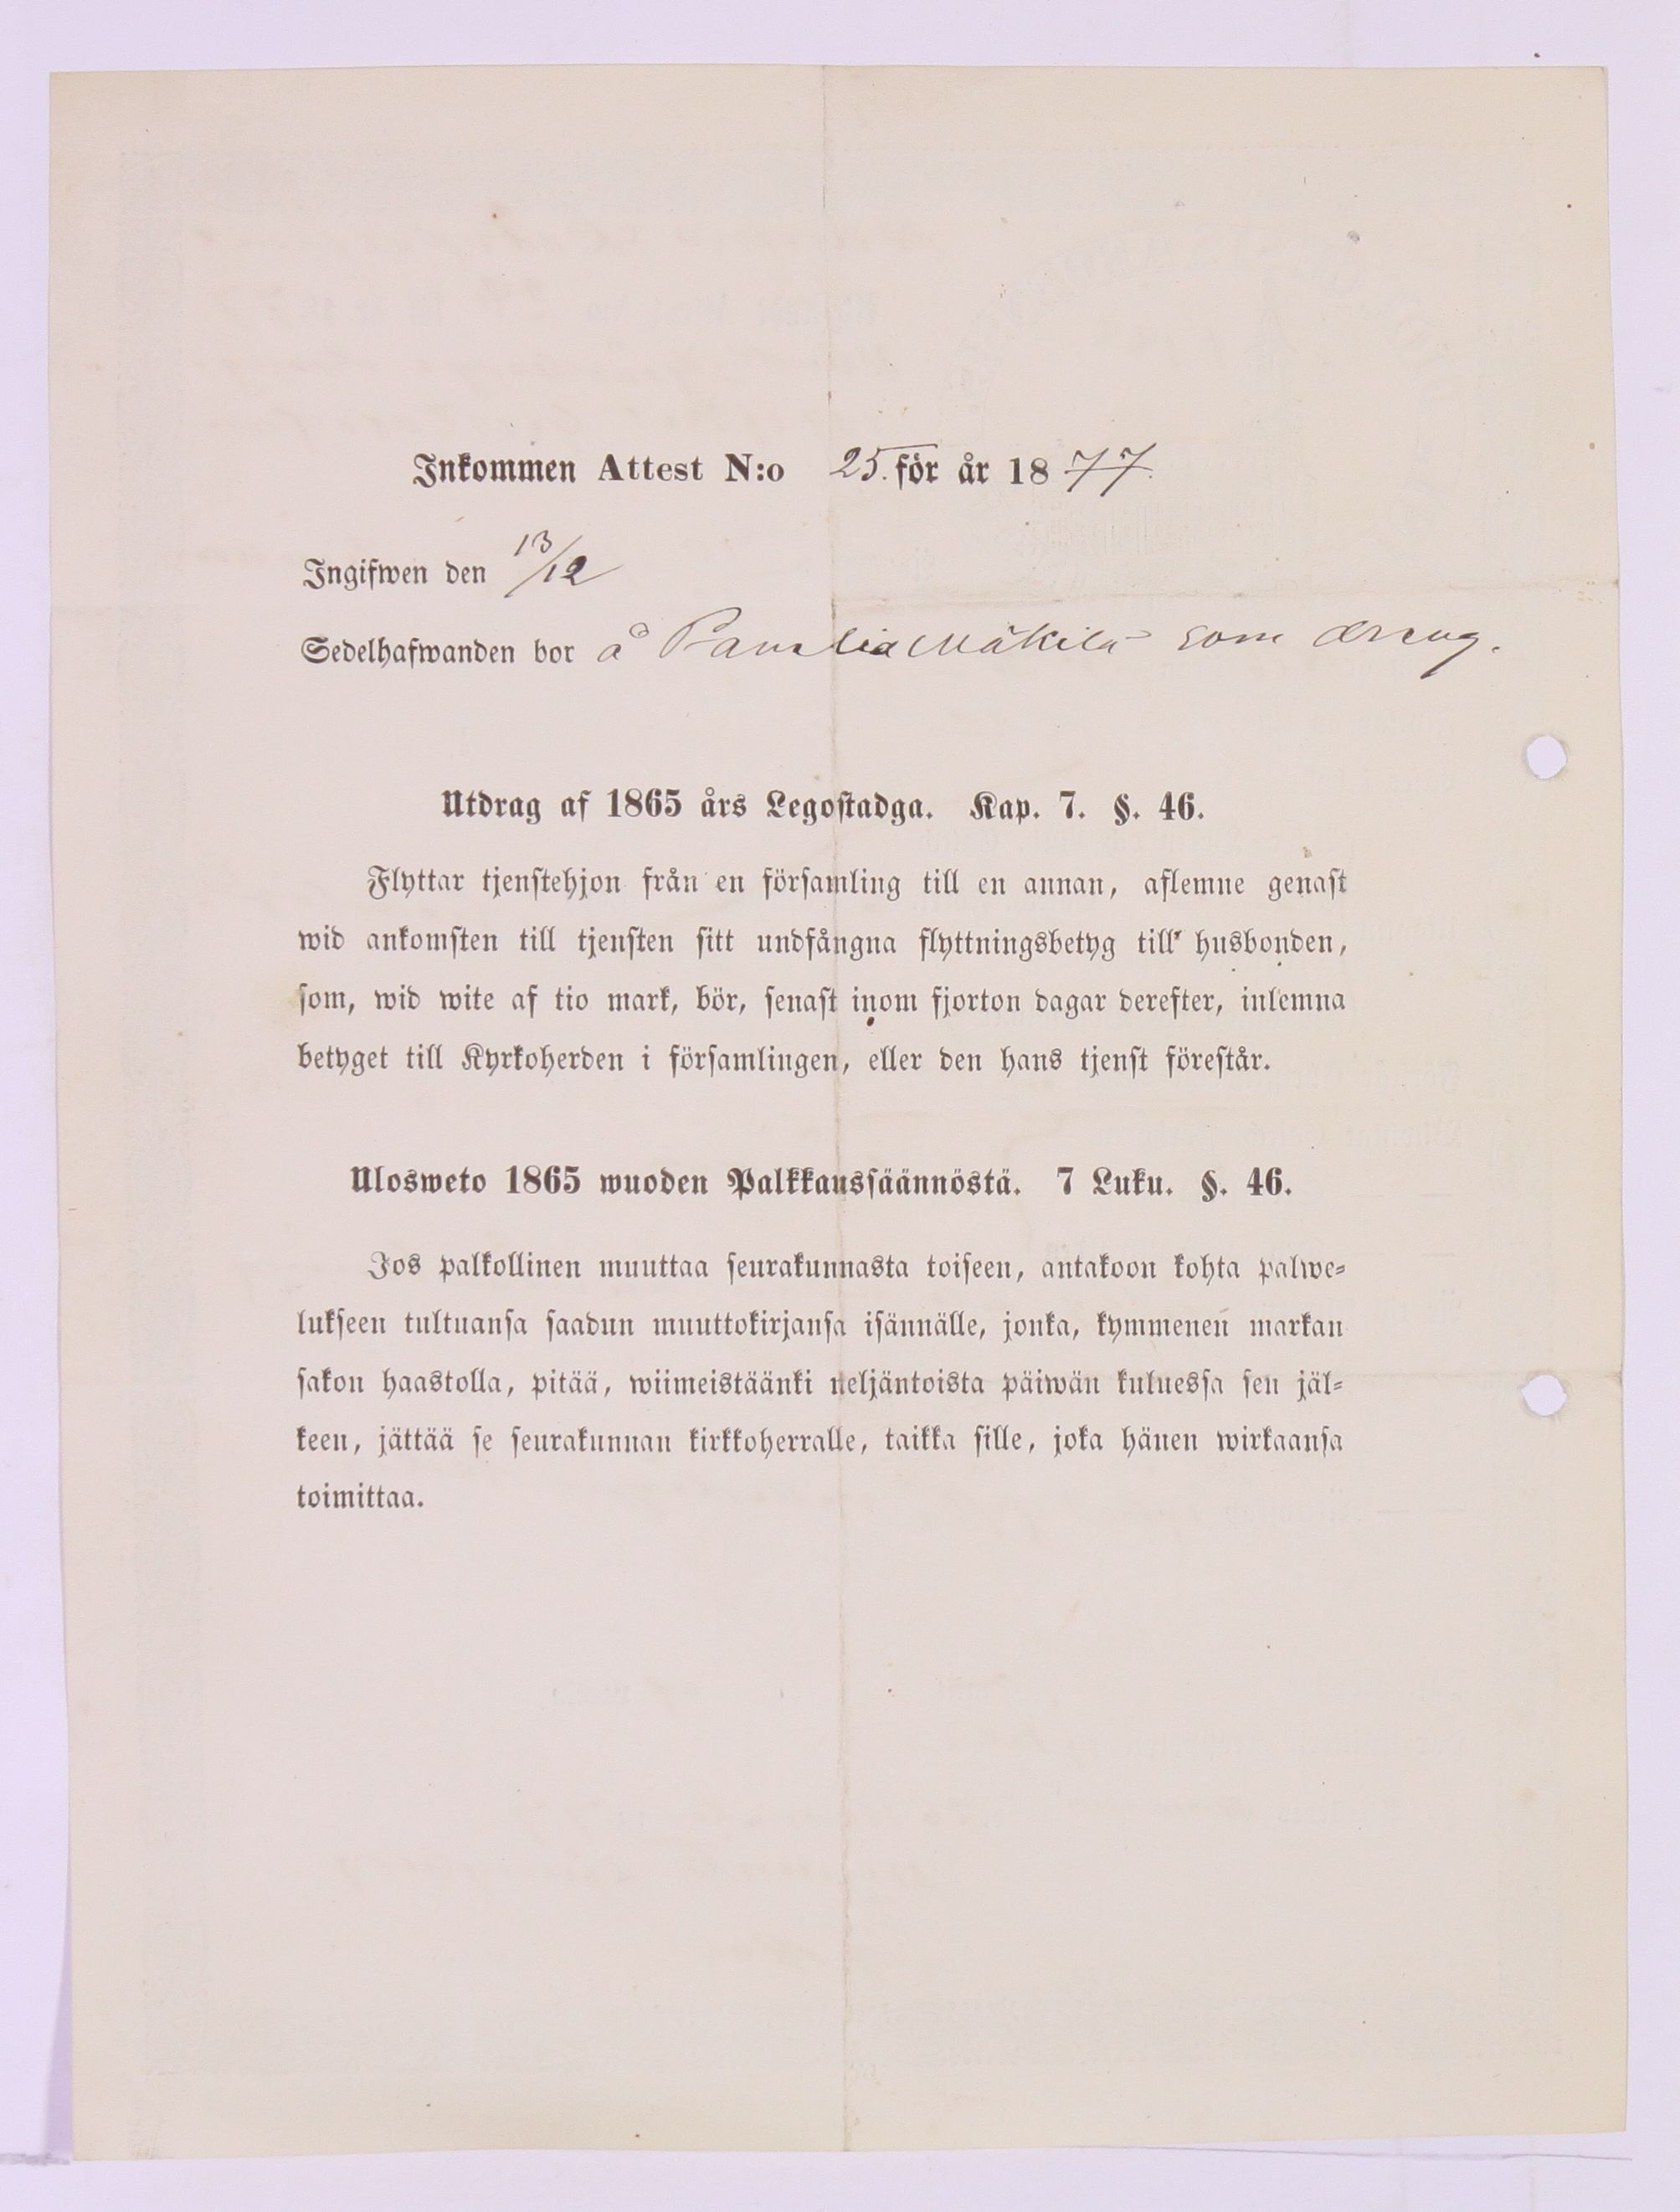 Inkommen Attest N:o 25. för år 1877.
Ingifwen den 13/12
Sedelhafwanden bor å Panelia Mäkilä som dräng.
Utdrag af 1865 års Legostadga. Kap. 7. §. 46.
Flyttar tjenstehjon från en församling till en annan, aflemne genast
wid ankomsten till tjensten sitt undfångna flyttningsbetyg till husbonden,
som, wid wite af tio mark, bör, senast inom fjorton dagar derefter, inlemna
betyget till Kyrkoherden i församlingen, eller den hans tjenst förestår.
Ulosweto 1865 wuoden Palkkaussäännöstä. 7 Luku. §. 46.
Jos palkollinen muuttaa seurakunnasta toiseen, antakoon kohta palwe-
lukseen tultuansa saadun muuttokirjansa isännälle, jonka, kymmenen markan
sakon haastolla, pitää, wiimeistäänki neljäntoista päiwän kuluessa sen jäl-
keen, jättää se seurakunnan kirkkoherralle, taikka sille, joka hänen wirkaansa
toimittaa.